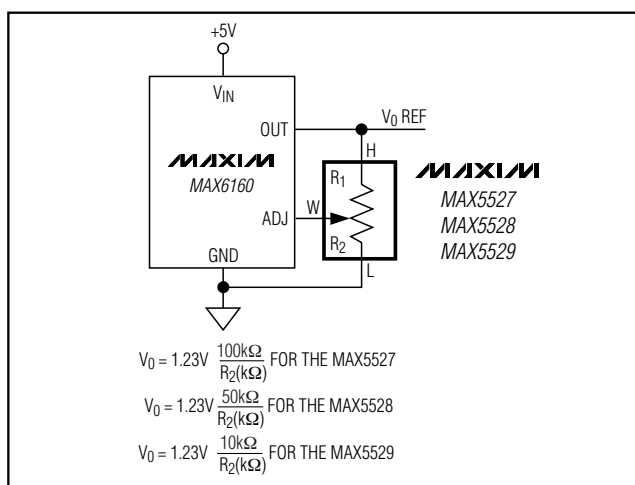 +5V
V_IN
OUT
V_0 REF
H
MAXIM
MAX6160
R_1
MAXIM
MAX5527
ADJ
W
MAX5528
R_2
MAX5529
GND
L
V_0 = 1.23V 100kΩ / R_2(kΩ) FOR THE MAX5527
V_0 = 1.23V 50kΩ / R_2(kΩ) FOR THE MAX5528
V_0 = 1.23V 10kΩ / R_2(kΩ) FOR THE MAX5529